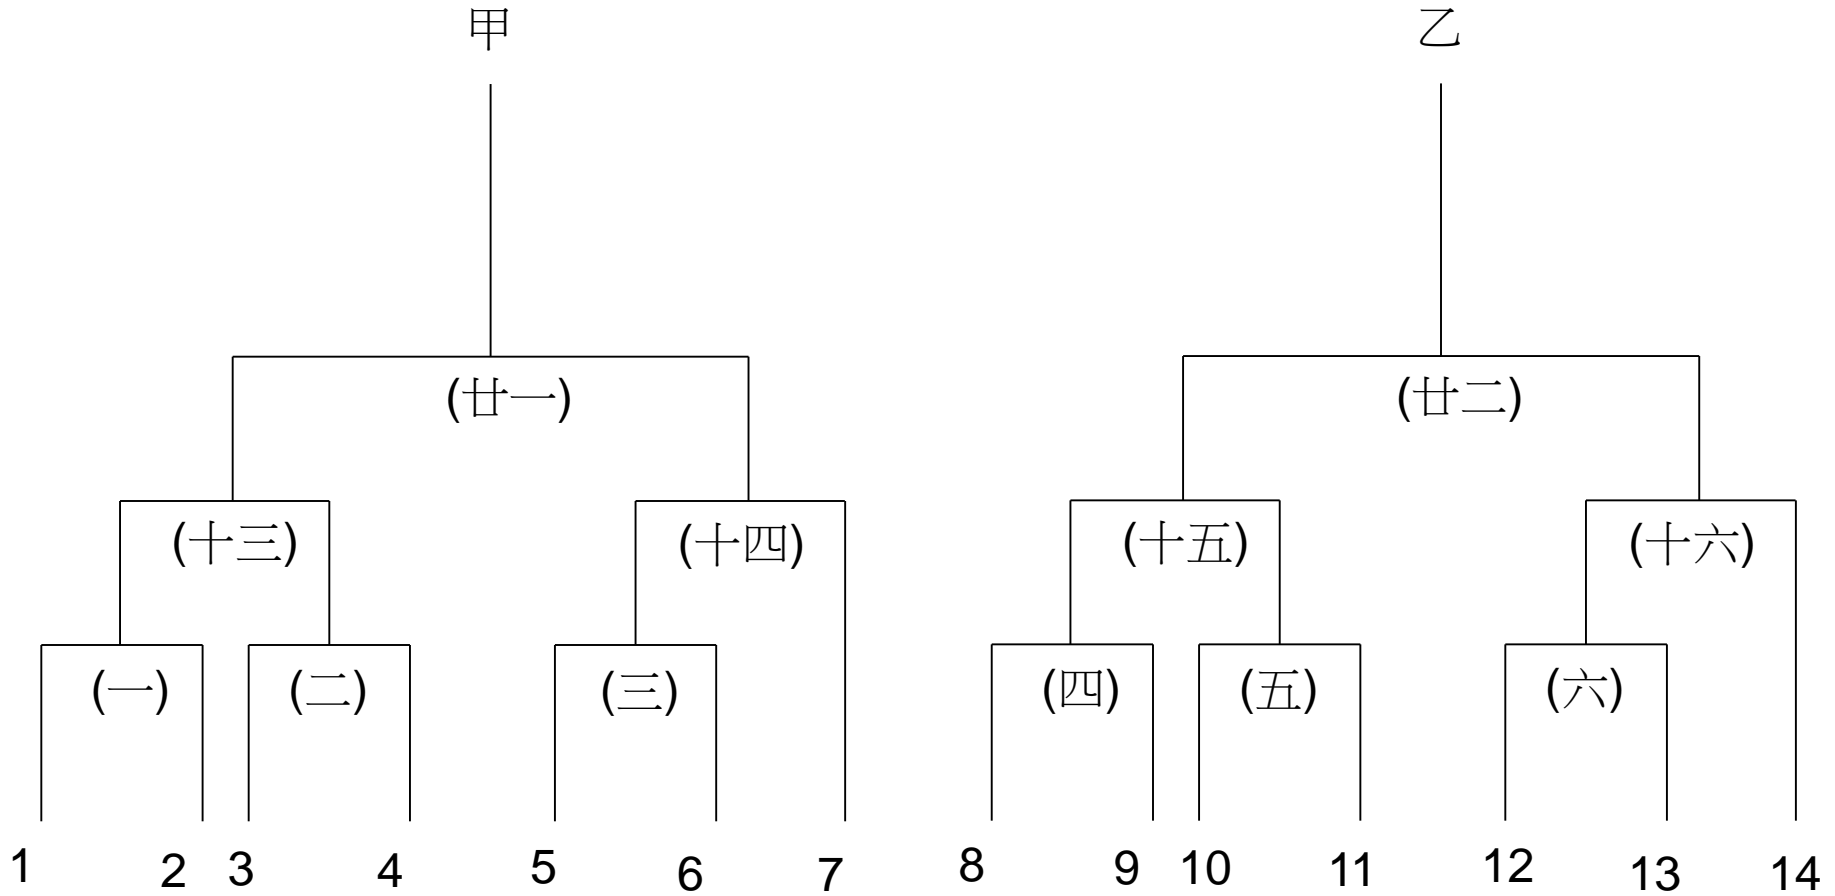 甲 乙
(廿一) (廿二)
(十三) (十四) (十五) (十六)
(一) (二) (三) (四) (五) (六)
1 2 3 4 5 6 7 8 9 10 11 12 13 14